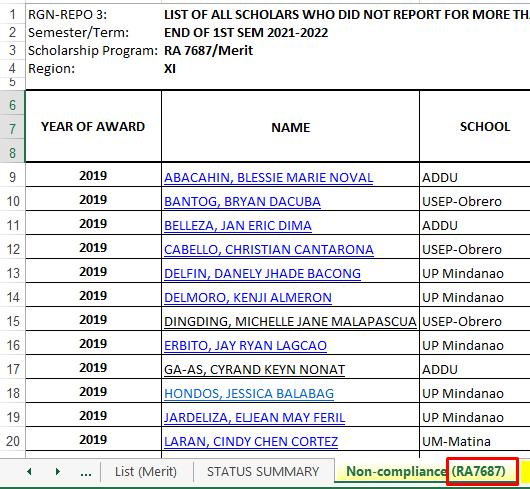 1 RGN-REPO 3: LIST OF ALL SCHOLARS WHO DID NOT REPORT FOR MORE
2 Semester/Term: END OF 1ST SEM 2021-2022
3 Scholarship Program: RA 7687/Merit
4 Region: XI
5
6
7 YEAR OF AWARD NAME SCHOOL
8
9 2019 ABACAHIN, BLESSIE MARIE NOVAL ADDU
10 2019 BANTOG, BRYAN DACUBA USEP-Obrero
11 2019 BELLEZA, JAN ERIC DIMA ADDU
12 2019 CABELLO, CHRISTIAN CANTARONA USEP-Obrero
13 2019 DELFIN, DANELY JHADE BACONG UP Mindanao
14 2019 DELMORO, KENJI ALMERON UP Mindanao
15 2019 DINGDING, MICHELLE JANE MALAPASCUA USEP-Obrero
16 2019 ERBITO, JAY RYAN LAGCAO UP Mindanao
17 2019 GA-AS, CYRAND KEYN NONAT ADDU
18 2019 HONDOS, JESSICA BALABAG UP Mindanao
19 2019 JARDELIZA, ELJEAN MAY FERIL UP Mindanao
20 2019 LARAN, CINDY CHEN CORTEZ UM-Matina
... List (Merit) STATUS SUMMARY Non-compliance (RA7687)